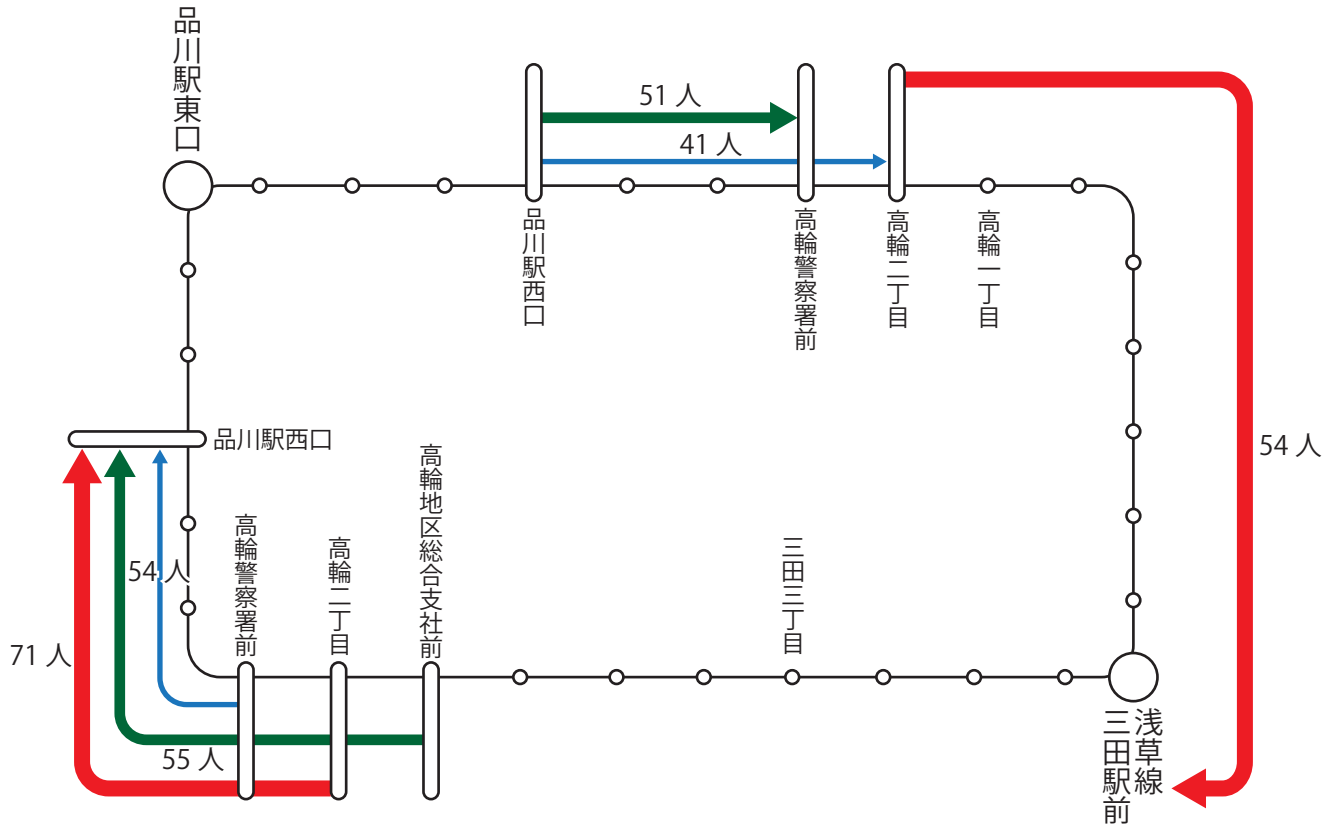 品川駅東口
51 人
41 人
品川駅西口
高輪警察署前
高輪二丁目
高輪一丁目
54 人
品川駅西口
高輪地区総合支社前
高輪警察署前
高輪二丁目
三田三丁目
54 人
71 人
55 人
浅草線
三田駅前